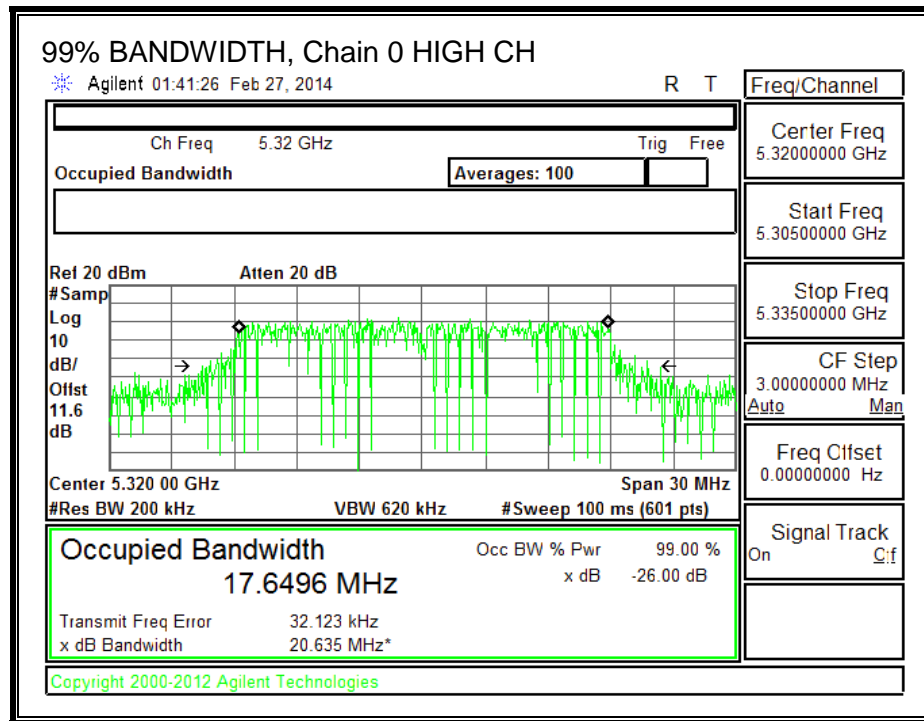 99% BANDWIDTH, Chain 0 HIGH CH
Agilent 01:41:26 Feb 27, 2014 R T
Freq/Channel
Ch Freq 5.32 GHz Trig Free
Occupied Bandwidth Averages: 100
Center Freq
5.32000000 GHz
Start Freq
5.30500000 GHz
Stop Freq
5.33500000 GHz
CF Step
3.00000000 MHz
Auto Man
Freq Offset
0.00000000 Hz
Signal Track
On Off
Ref 20 dBm Atten 20 dB
#Samp
Log
10
dB/
Offst
11.6
dB
Center 5.320 00 GHz Span 30 MHz
#Res BW 200 kHz VBW 620 kHz #Sweep 100 ms (601 pts)
Occupied Bandwidth Occ BW % Pwr 99.00 %
17.6496 MHz x dB -26.00 dB
Transmit Freq Error 32.123 kHz
x dB Bandwidth 20.635 MHz*
Copyright 2000-2012 Agilent Technologies